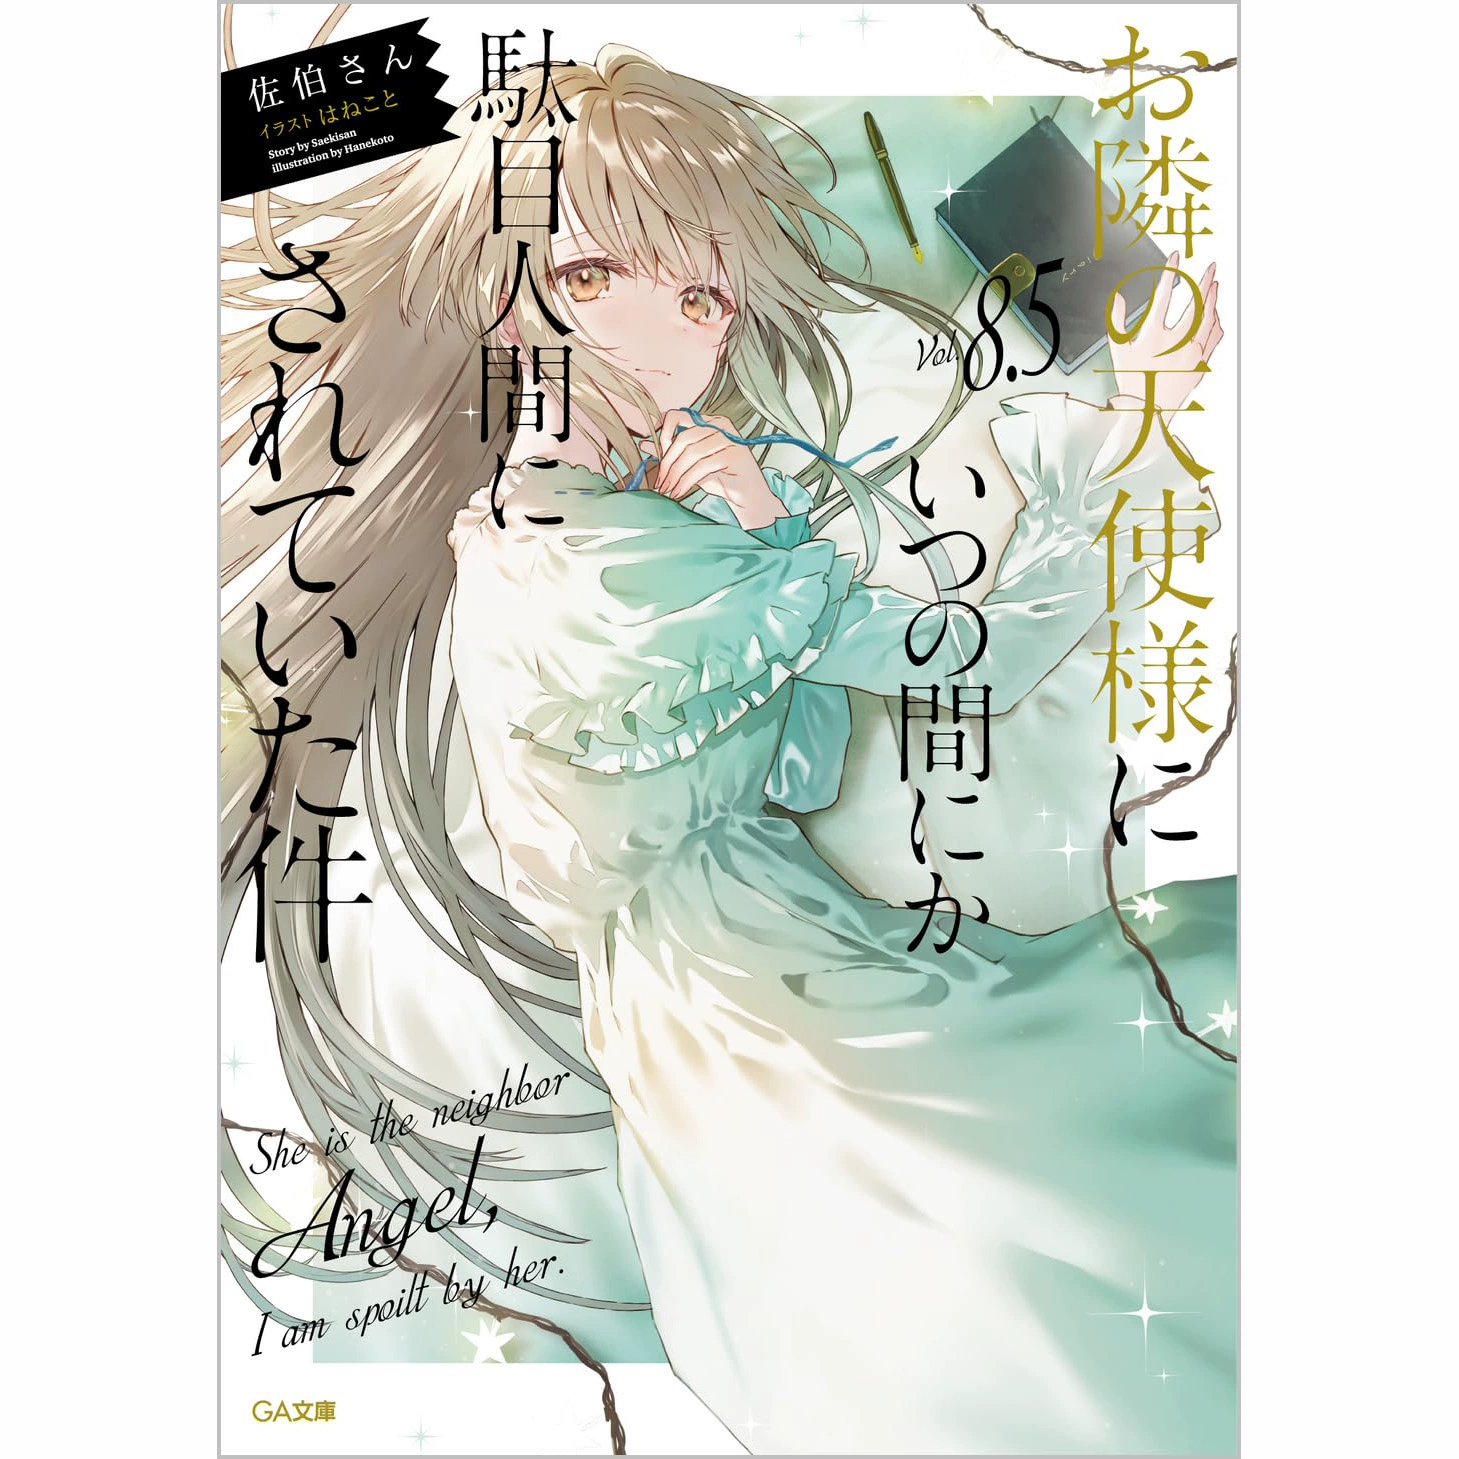 お隣の天使様に
いつの間にか
駄目人間に
されていた件
Vol. 8.5
佐伯さん
イラスト はねこと
Story by Saekisan
illustration by Hanekoto
She is the neighbor
Angel,
I am spoilt by her.
GA文庫